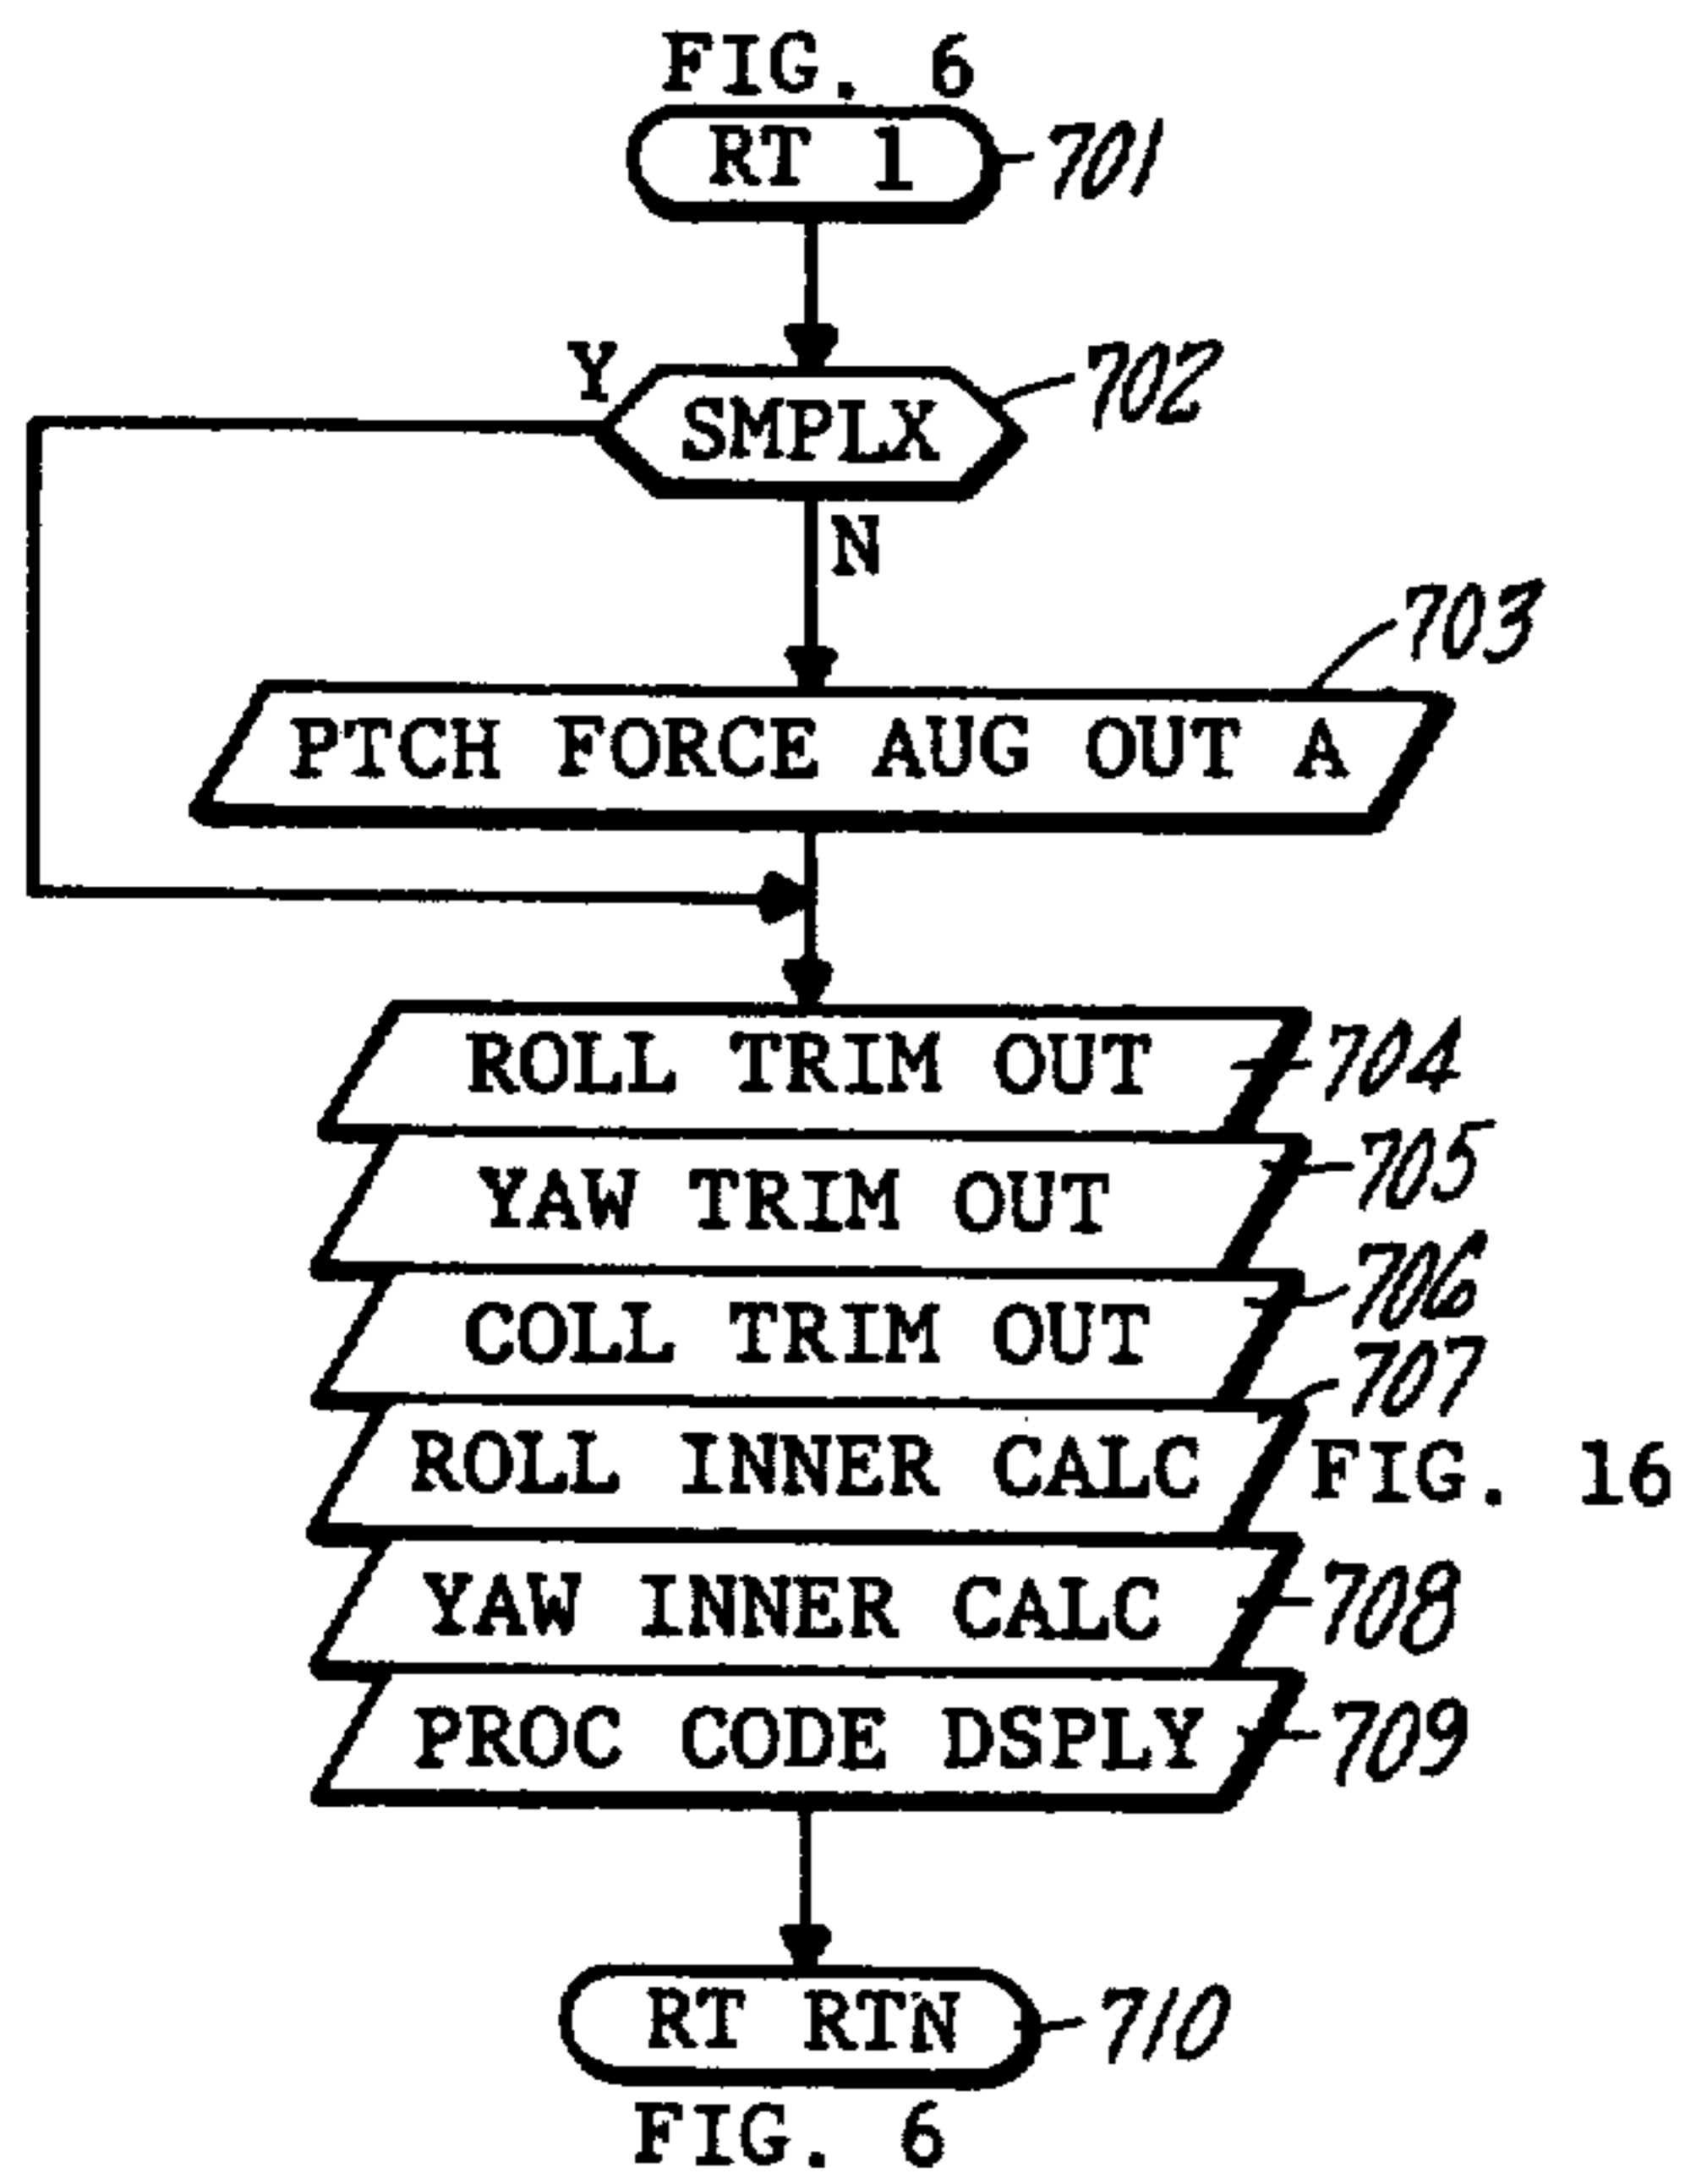 FIG. 6
RT 1
701
Y
SMPLX
702
N
703
PTCH FORCE AUG OUT A
ROLL TRIM OUT
704
YAW TRIM OUT
705
COLL TRIM OUT
706
707
ROLL INNER CALC
FIG. 16
YAW INNER CALC
708
PROC CODE DSPLY
709
RT RTN
710
FIG. 6